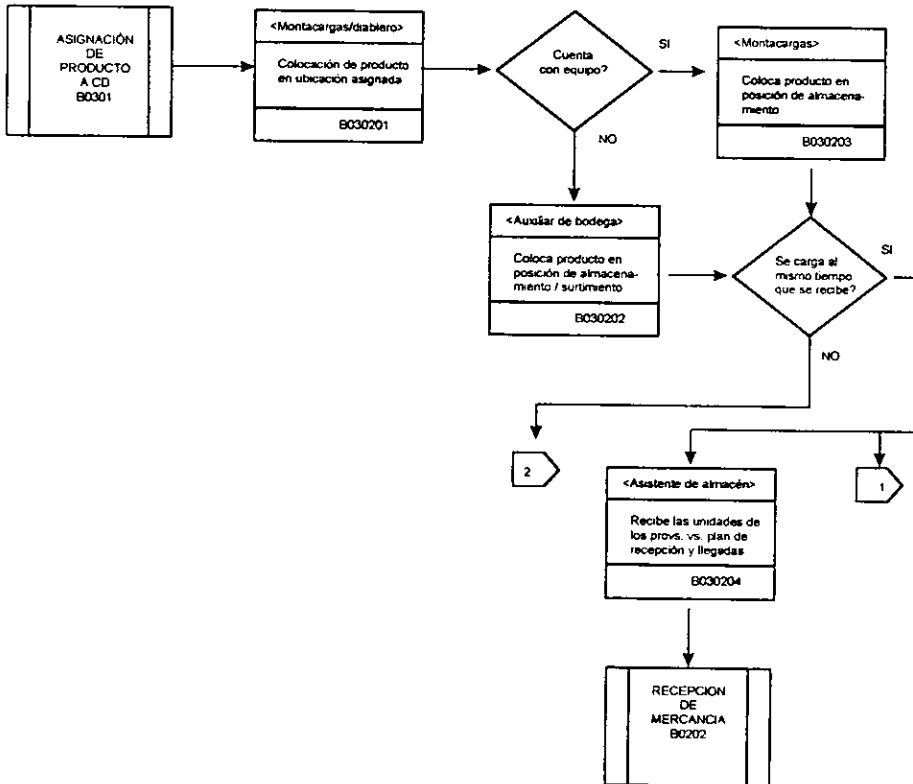 ASIGNACIÓN
DE
PRODUCTO
A CD
B0301
<Montacargas/diablero>
Colocación de producto
en ubicación asignada
B030201
Cuenta
con equipo?
SI
NO
<Montacargas>
Coloca producto en
posición de almacena-
miento
B030203
<Auxiliar de bodega>
Coloca producto en
posición de almacena-
miento / surtimiento
B030202
Se carga al
mismo tiempo
que se recibe?
SI
NO
2
1
<Asistente de almacén>
Recibe las unidades de
los provs. vs. plan de
recepción y llegadas
B030204
RECEPCION
DE
MERCANCIA
B0202